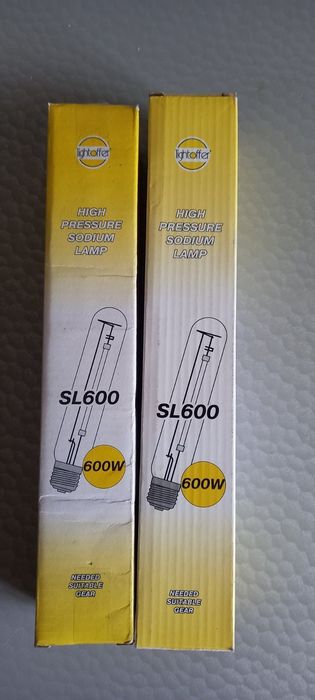 lightoffer
HIGH
PRESSURE
SODIUM
LAMP
SL600
600W
NEEDED
SUITABLE
GEAR
lightoffer
HIGH
PRESSURE
SODIUM
LAMP
SL600
600W
NEEDED
SUITABLE
GEAR